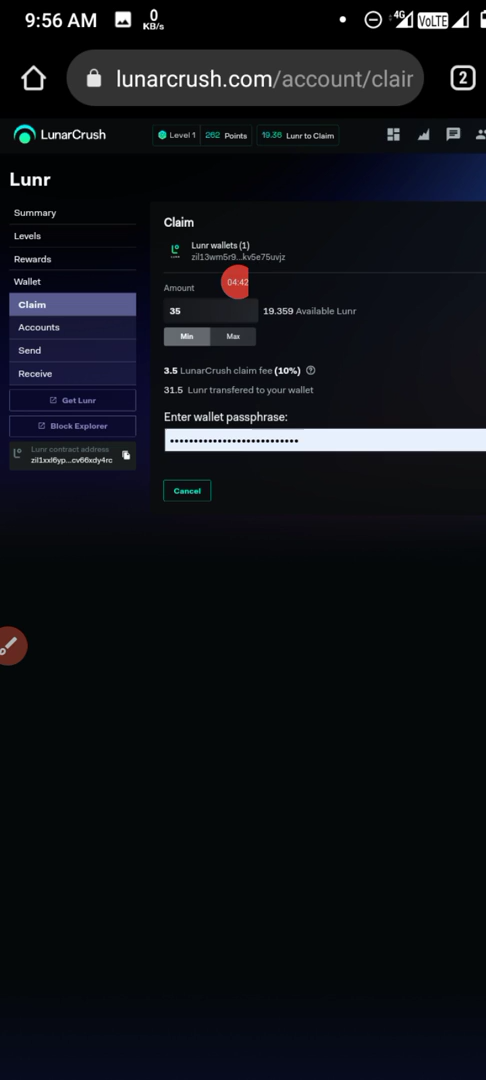 9:56 AM
0
KB/s
4G
VoLTE
lunarcrush.com/account/clair
2
LunarCrush
Level 1
262 Points
19.36 Lunr to Claim
Lunr
Summary
Levels
Rewards
Wallet
Claim
Accounts
Send
Receive
Get Lunr
Block Explorer
Lunr contract address
zil1xxl6yp...cv66xdy4rc
Claim
Lunr wallets (1)
zil13wm5r9...kv5e75uvjz
04:42
Amount
35
19.359 Available Lunr
Min
Max
3.5 LunarCrush claim fee (10%)
31.5 Lunr transfered to your wallet
Enter wallet passphrase:
Cancel